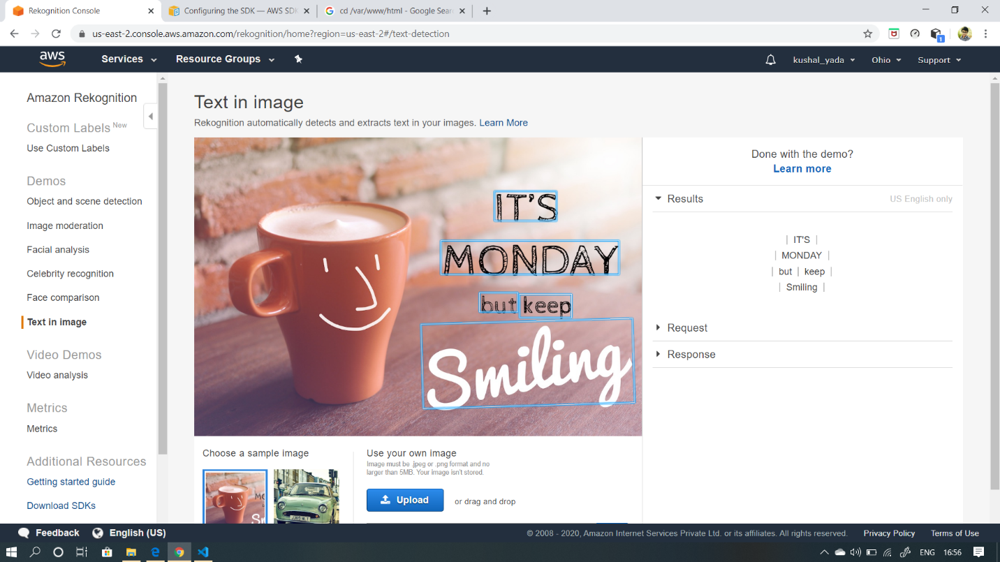 Rekognition Console
Configuring the SDK — AWS SDK
cd /var/www/html - Google Sear
us-east-2.console.aws.amazon.com/rekognition/home?region=us-east-2#/text-detection
1
aws
Services
Resource Groups
kushal_yada
Ohio
Support
Amazon Rekognition
Custom Labels New
Use Custom Labels
Demos
Object and scene detection
Image moderation
Facial analysis
Celebrity recognition
Face comparison
Text in image
Video Demos
Video analysis
Metrics
Metrics
Additional Resources
Getting started guide
Download SDKs
Text in image
Rekognition automatically detects and extracts text in your images. Learn More
IT'S
MONDAY
but keep
Smiling
Done with the demo?
Learn more
Results
US English only
| IT'S |
| MONDAY |
| but | keep |
| Smiling |
Request
Response
Choose a sample image
Use your own image
Image must be .jpeg or .png format and no
larger than 5MB. Your image isn't stored.
Upload
or drag and drop
Feedback
English (US)
© 2008 - 2020, Amazon Internet Services Private Ltd. or its affiliates. All rights reserved.
Privacy Policy
Terms of Use
ENG
16:56